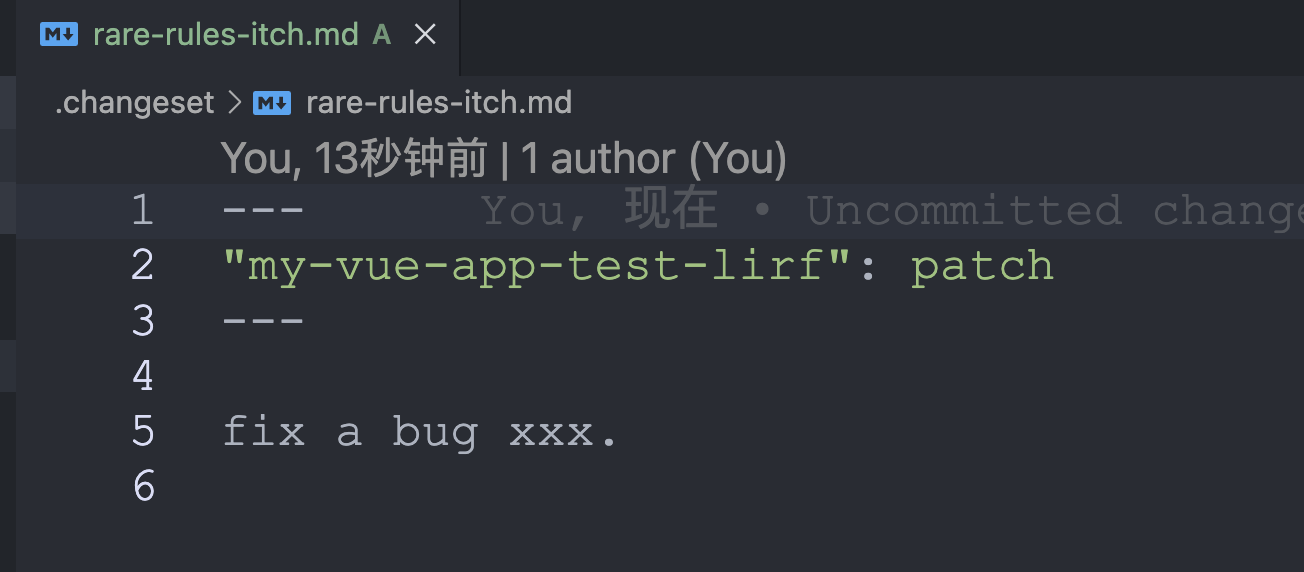 M↓ rare-rules-itch.md A ×
.changeset > M↓ rare-rules-itch.md
You, 13秒钟前 | 1 author (You)
1 --- You, 现在 • Uncommitted change
2 "my-vue-app-test-lirf": patch
3 ---
4
5 fix a bug xxx.
6